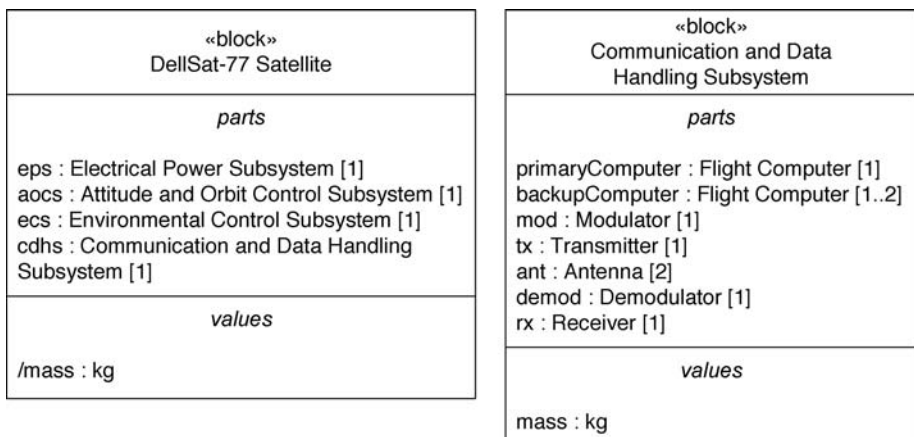 «block»
DellSat-77 Satellite
parts
eps : Electrical Power Subsystem [1]
aocs : Attitude and Orbit Control Subsystem [1]
ecs : Environmental Control Subsystem [1]
cdhs : Communication and Data Handling
Subsystem [1]
values
/mass : kg
«block»
Communication and Data
Handling Subsystem
parts
primaryComputer : Flight Computer [1]
backupComputer : Flight Computer [1..2]
mod : Modulator [1]
tx : Transmitter [1]
ant : Antenna [2]
demod : Demodulator [1]
rx : Receiver [1]
values
mass : kg